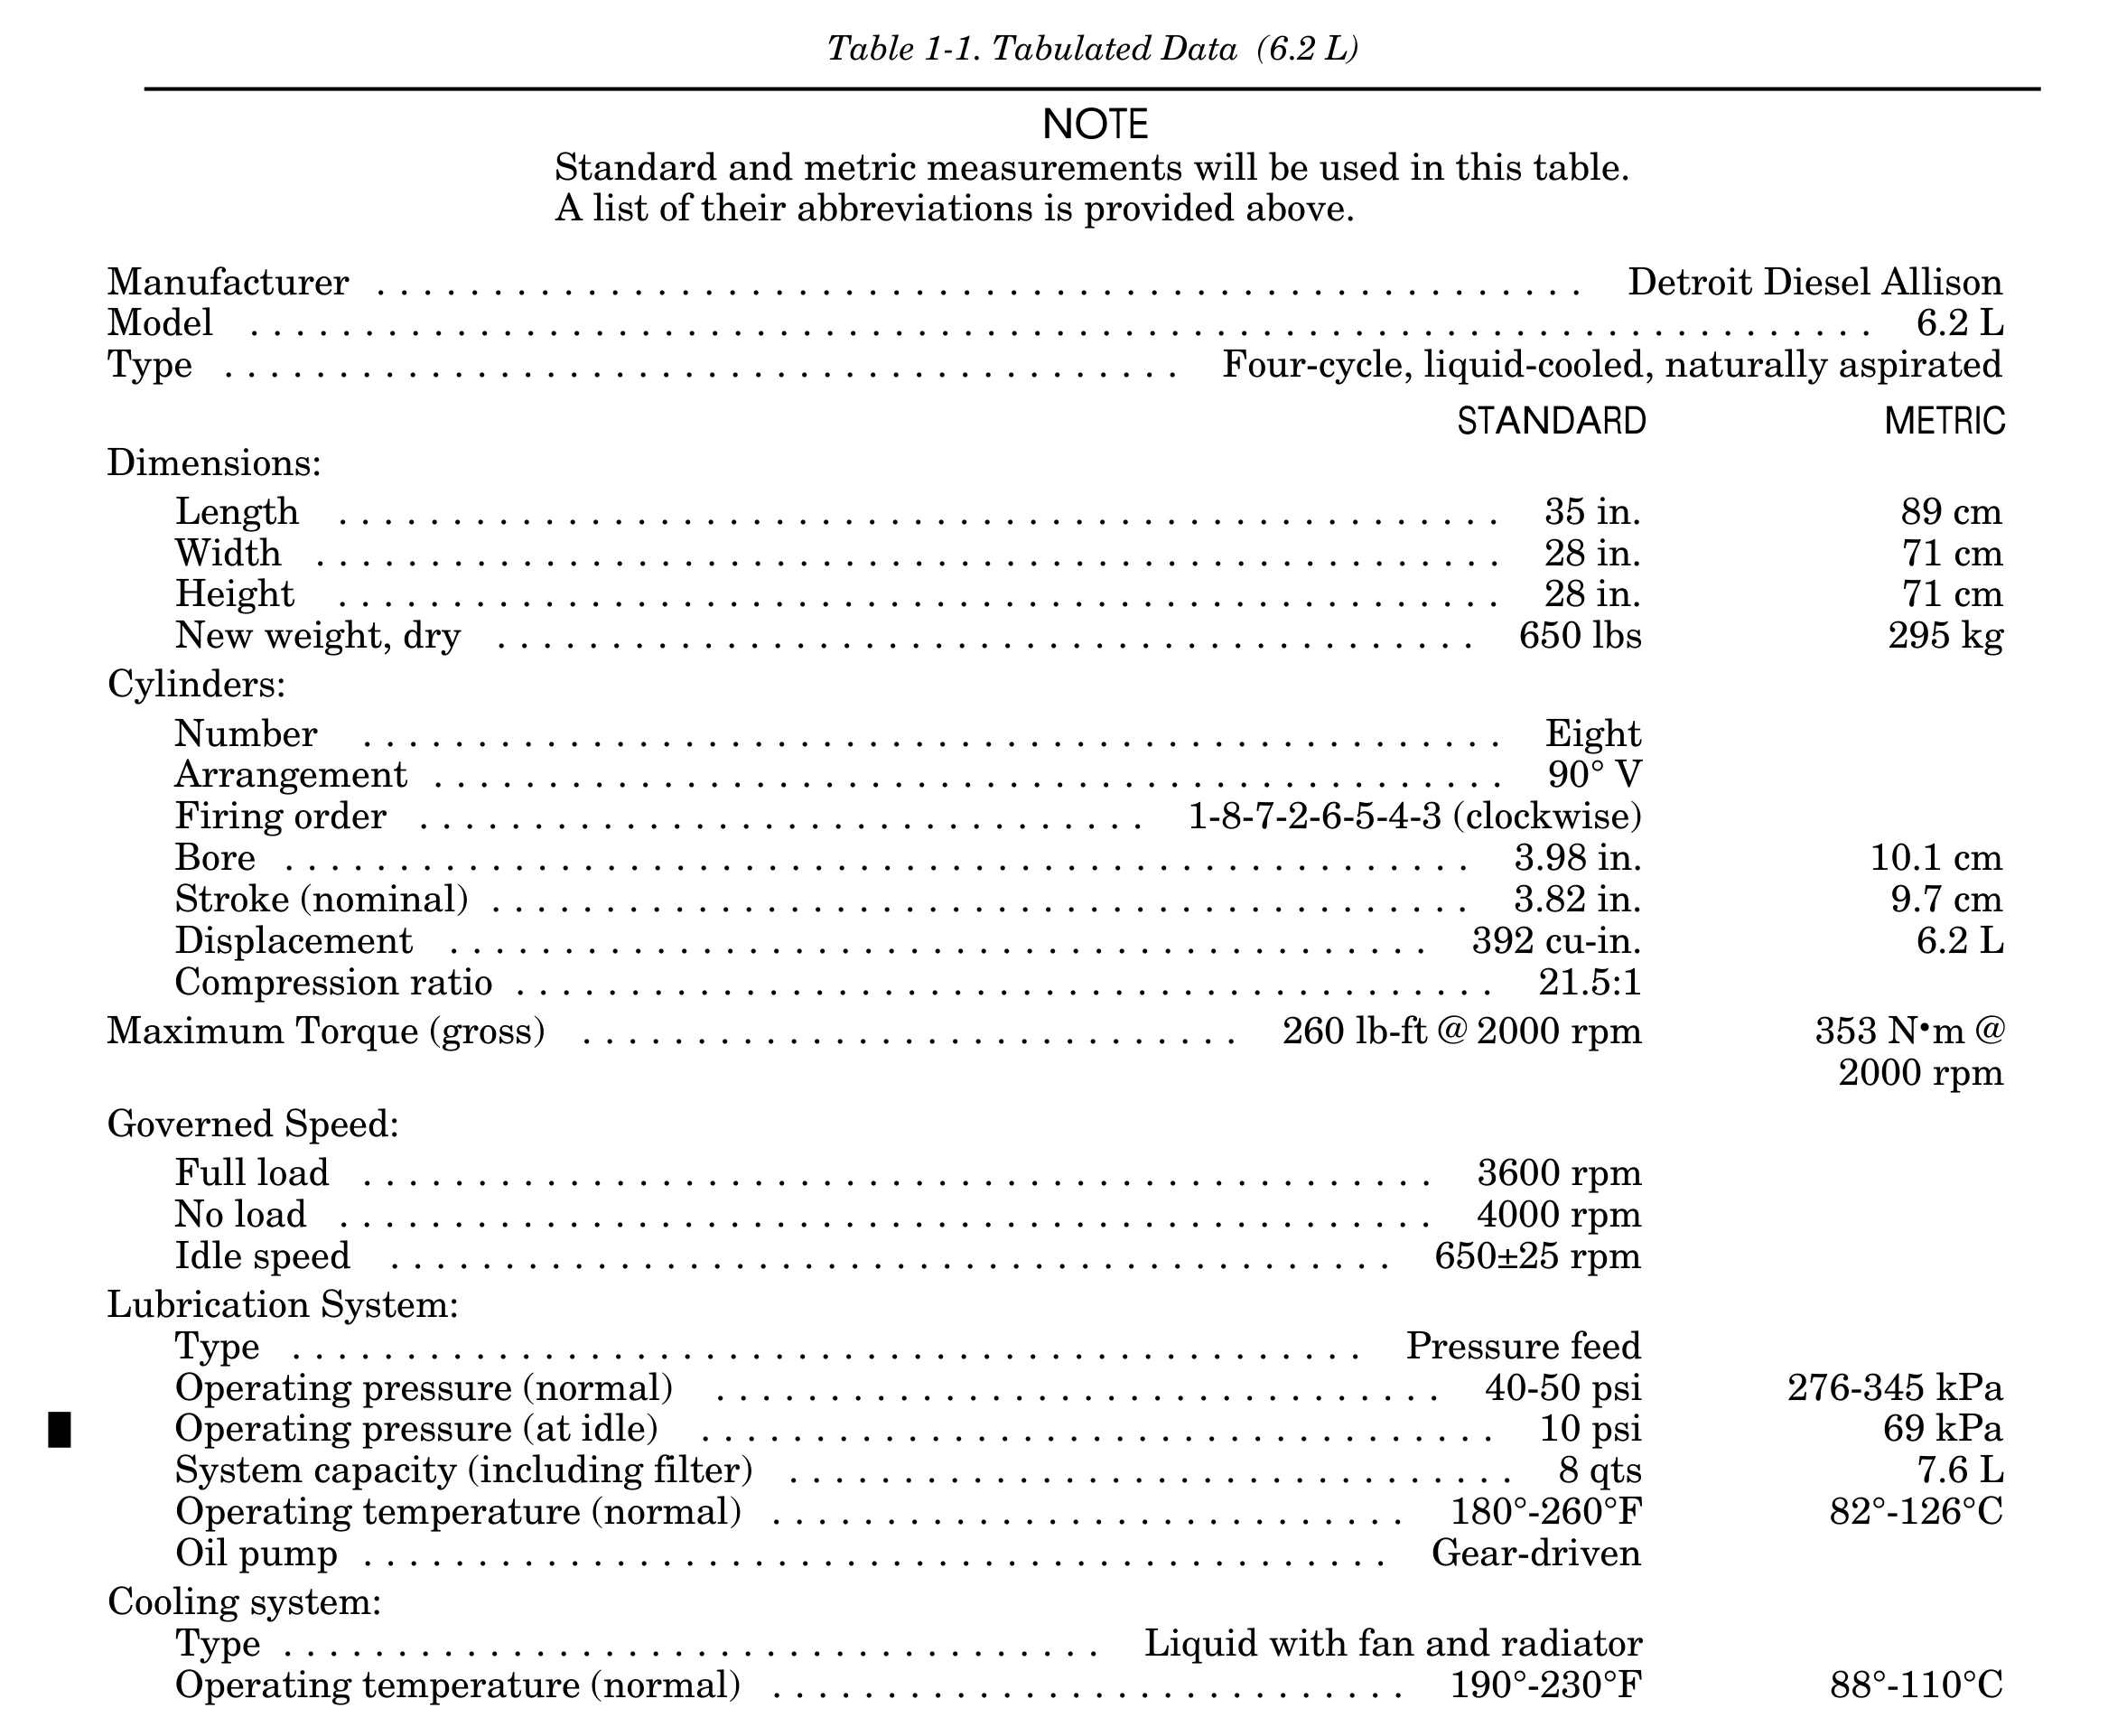 Table 1-1. Tabulated Data (6.2 L)
NOTE
Standard and metric measurements will be used in this table.
A list of their abbreviations is provided above.
Manufacturer . . . . . . . . . . Detroit Diesel Allison
Model . . . . . . . . . . 6.2 L
Type . . . . . . . . . . Four-cycle, liquid-cooled, naturally aspirated
STANDARD METRIC
Dimensions:
Length . . . . . . . . . . 35 in. 89 cm
Width . . . . . . . . . . 28 in. 71 cm
Height . . . . . . . . . . 28 in. 71 cm
New weight, dry . . . . . . . . . . 650 lbs 295 kg
Cylinders:
Number . . . . . . . . . . Eight
Arrangement . . . . . . . . . . 90° V
Firing order . . . . . . . . . . 1-8-7-2-6-5-4-3 (clockwise)
Bore . . . . . . . . . . 3.98 in. 10.1 cm
Stroke (nominal) . . . . . . . . . . 3.82 in. 9.7 cm
Displacement . . . . . . . . . . 392 cu-in. 6.2 L
Compression ratio . . . . . . . . . . 21.5:1
Maximum Torque (gross) . . . . . . . . . . 260 lb-ft @ 2000 rpm 353 N•m @
2000 rpm
Governed Speed:
Full load . . . . . . . . . . 3600 rpm
No load . . . . . . . . . . 4000 rpm
Idle speed . . . . . . . . . . 650±25 rpm
Lubrication System:
Type . . . . . . . . . . Pressure feed
Operating pressure (normal) . . . . . . . . . . 40-50 psi 276-345 kPa
Operating pressure (at idle) . . . . . . . . . . 10 psi 69 kPa
System capacity (including filter) . . . . . . . . . . 8 qts 7.6 L
Operating temperature (normal) . . . . . . . . . . 180°-260°F 82°-126°C
Oil pump . . . . . . . . . . Gear-driven
Cooling system:
Type . . . . . . . . . . Liquid with fan and radiator
Operating temperature (normal) . . . . . . . . . . 190°-230°F 88°-110°C